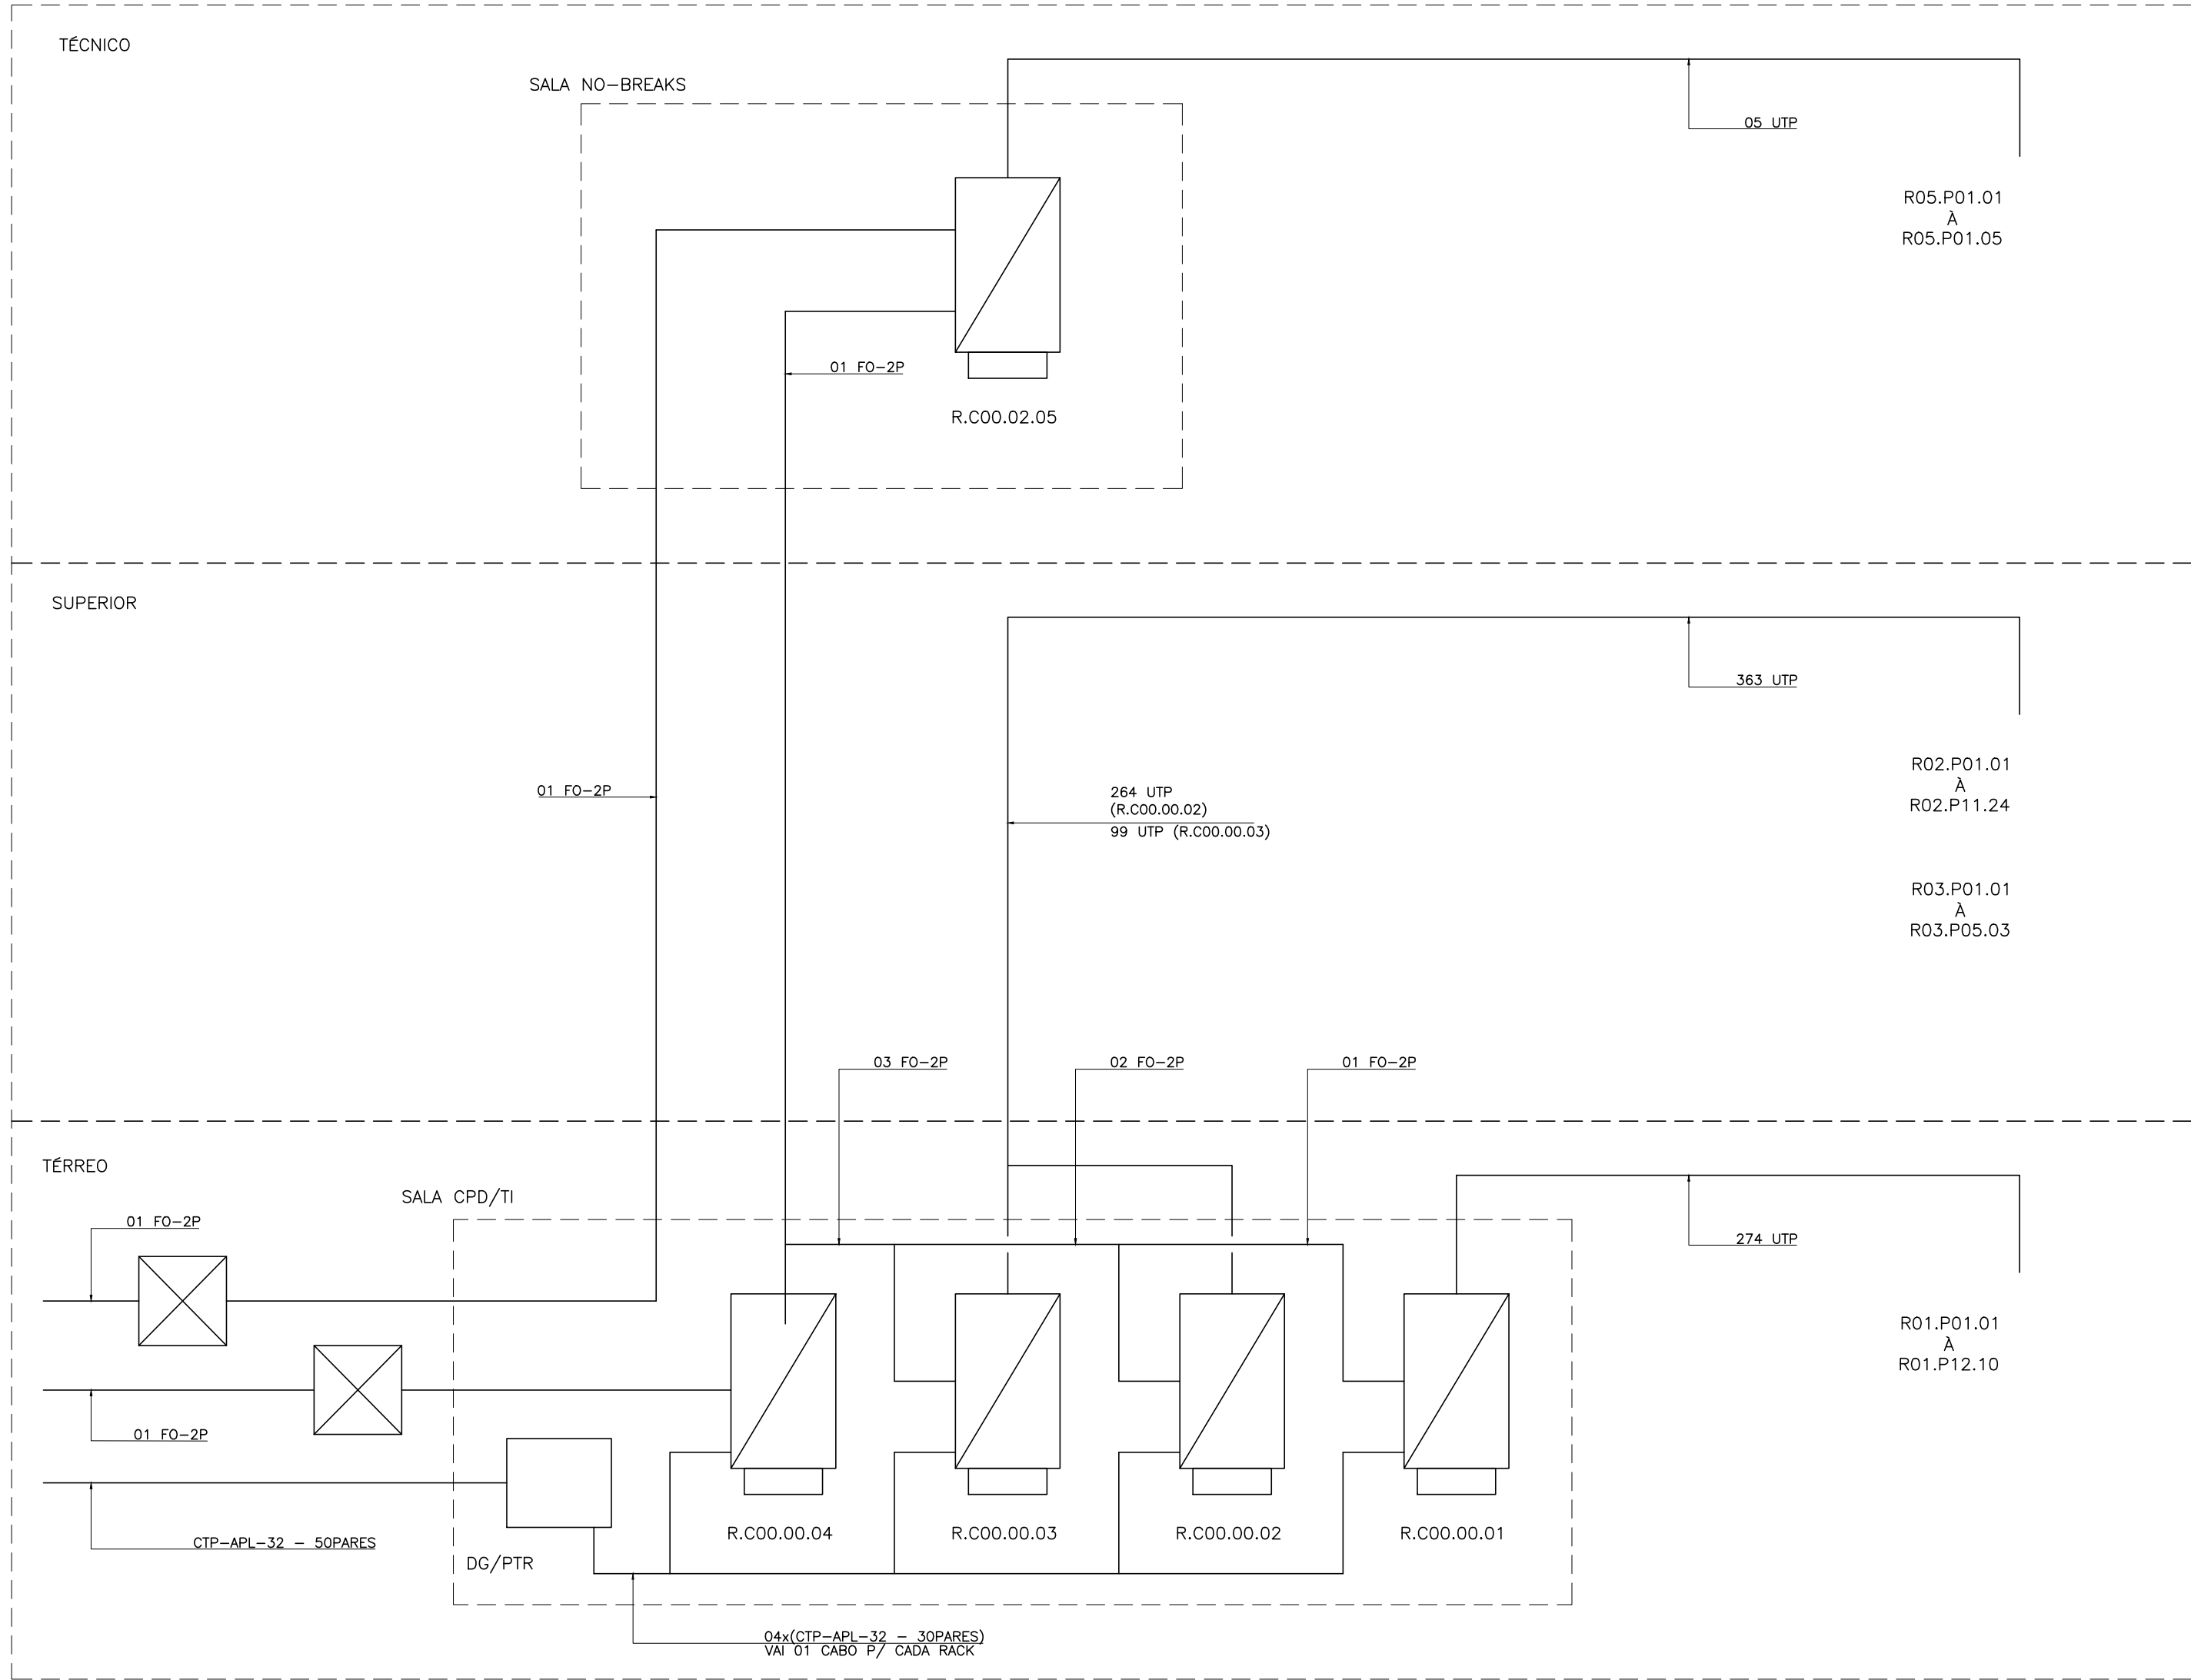 TÉCNICO
SALA NO-BREAKS
05 UTP
R05.P01.01
À
R05.P01.05
01 FO-2P
R.C00.02.05
SUPERIOR
363 UTP
R02.P01.01
À
R02.P11.24
01 FO-2P
264 UTP
(R.C00.00.02)
99 UTP (R.C00.00.03)
R03.P01.01
À
R03.P05.03
03 FO-2P
02 FO-2P
01 FO-2P
TÉRREO
SALA CPD/TI
01 FO-2P
274 UTP
R01.P01.01
À
R01.P12.10
01 FO-2P
CTP-APL-32 - 50PARES
DG/PTR
R.C00.00.04
R.C00.00.03
R.C00.00.02
R.C00.00.01
04x(CTP-APL-32 - 30PARES)
VAI 01 CABO P/ CADA RACK